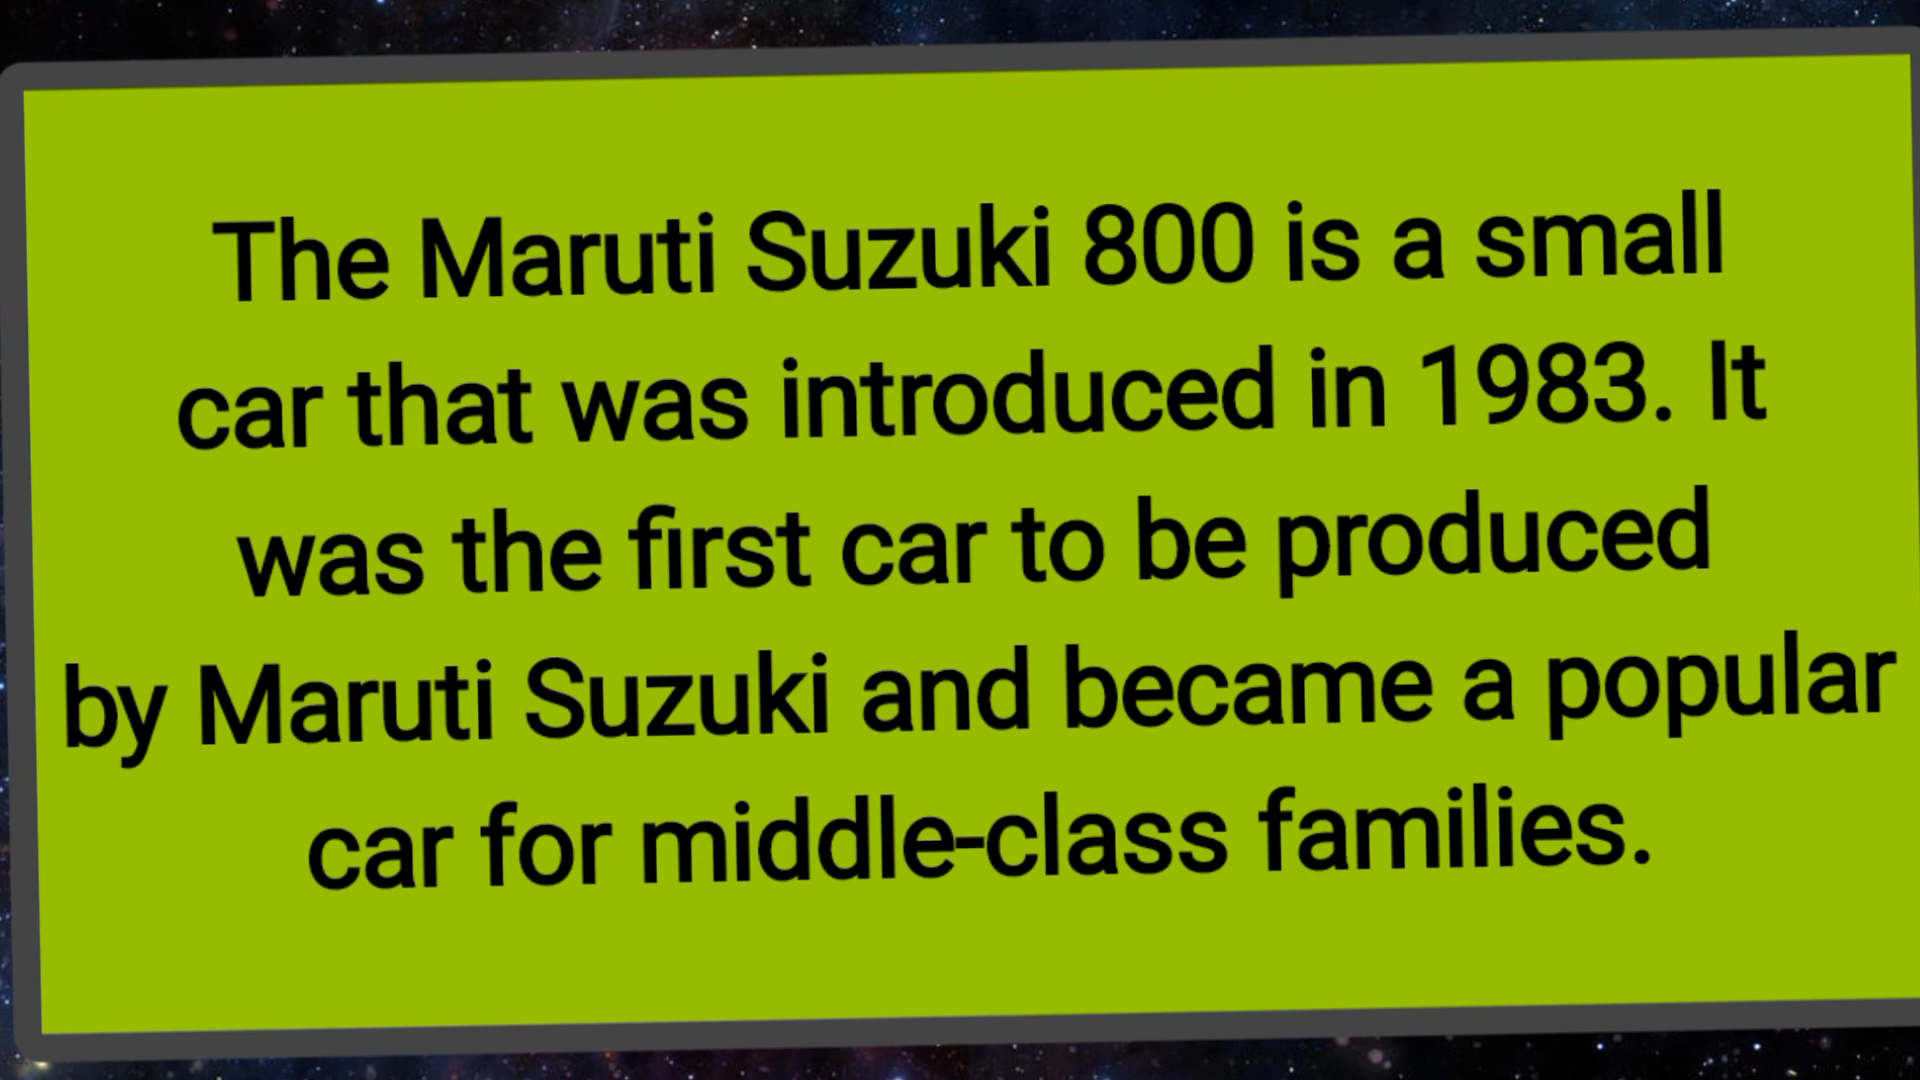 The Maruti Suzuki 800 is a small
car that was introduced in 1983. It
was the first car to be produced
by Maruti Suzuki and became a popular
car for middle-class families.